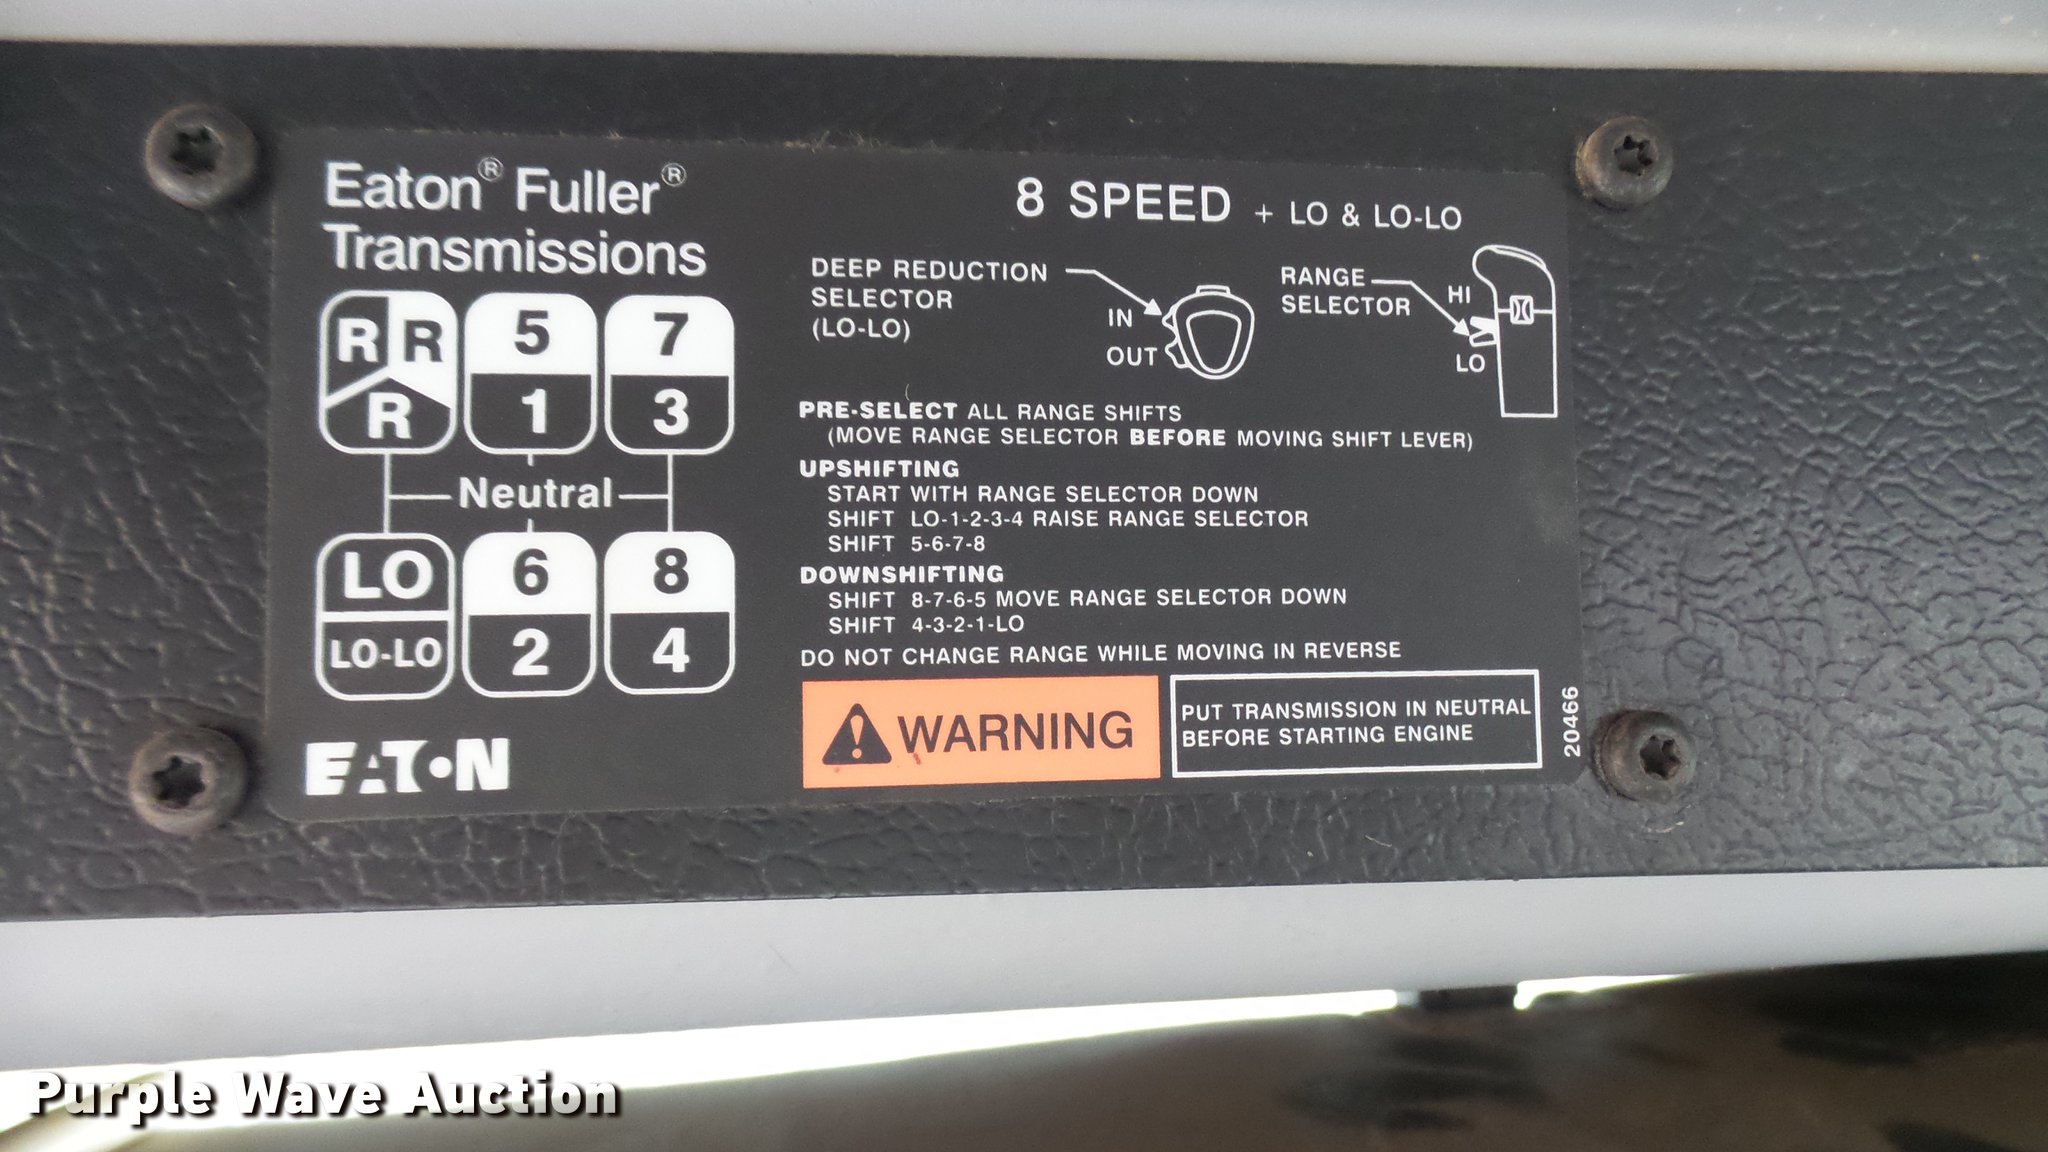 Eaton® Fuller®
Transmissions
R R 5 7
R 1 3
Neutral
LO 6 8
LO-LO 2 4
EATON
8 SPEED + LO & LO-LO
DEEP REDUCTION
SELECTOR
(LO-LO)
IN
OUT
RANGE
SELECTOR
HI
LO
PRE-SELECT ALL RANGE SHIFTS
(MOVE RANGE SELECTOR BEFORE MOVING SHIFT LEVER)
UPSHIFTING
START WITH RANGE SELECTOR DOWN
SHIFT LO-1-2-3-4 RAISE RANGE SELECTOR
SHIFT 5-6-7-8
DOWNSHIFTING
SHIFT 8-7-6-5 MOVE RANGE SELECTOR DOWN
SHIFT 4-3-2-1-LO
DO NOT CHANGE RANGE WHILE MOVING IN REVERSE
WARNING
PUT TRANSMISSION IN NEUTRAL
BEFORE STARTING ENGINE
20466
Purple Wave Auction